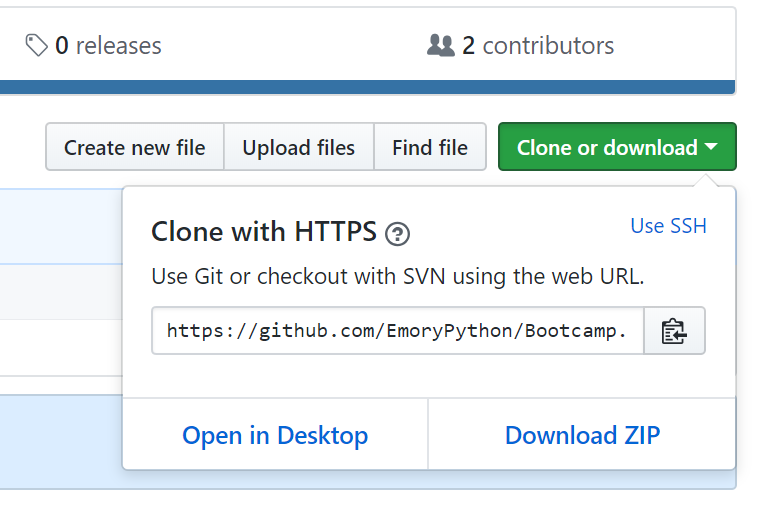 0 releases 2 contributors
Create new file Upload files Find file Clone or download
Clone with HTTPS ? Use SSH
Use Git or checkout with SVN using the web URL.
https://github.com/EmoryPython/Bootcamp.
Open in Desktop Download ZIP